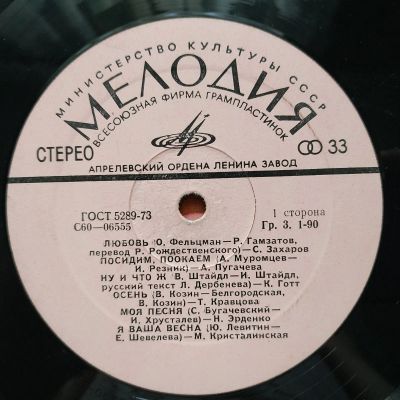 МИНИСТЕРСТВО КУЛЬТУРЫ СССР
МЕЛОДИЯ
ВСЕСОЮЗНАЯ ФИРМА ГРАМПЛАСТИНОК
СТЕРЕО
33
АПРЕЛЕВСКИЙ ОРДЕНА ЛЕНИНА ЗАВОД
ГОСТ 5289-73
С60—06555
1 сторона
Гр. 3. 1-90
ЛЮБОВЬ (О. Фельцман—Р. Гамзатов,
перевод Р. Рождественского)—С. Захаров
ПОСИДИМ, ПООКАЕМ (А. Муромцев—
И. Резник)—А. Пугачева
НУ И ЧТО Ж (В. Штайдл—И. Штайдл,
русский текст Л. Дербенева)—К. Готт
ОСЕНЬ (В. Козин—Белгородская,
В. Козин)—Т. Кравцова
МОЯ ПЕСНЯ (С. Бугачевский—
И. Хрусталев)—Н. Эрденко
Я ВАША ВЕСНА (Ю. Левитин—
Е. Шевелева)—М. Кристалинская